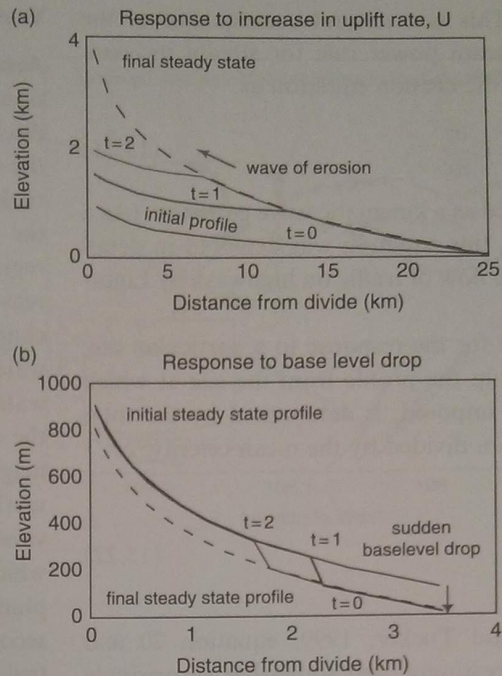 (a)
Response to increase in uplift rate, U
4
final steady state
t=2
2
wave of erosion
t=1
initial profile
t=0
0
0 5 10 15 20 25
Elevation (km)
Distance from divide (km)
(b)
Response to base level drop
1000
initial steady state profile
800
600
t=2
400
t=1
sudden
baselevel drop
200
final steady state profile
t=0
0
0 1 2 3 4
Elevation (m)
Distance from divide (km)